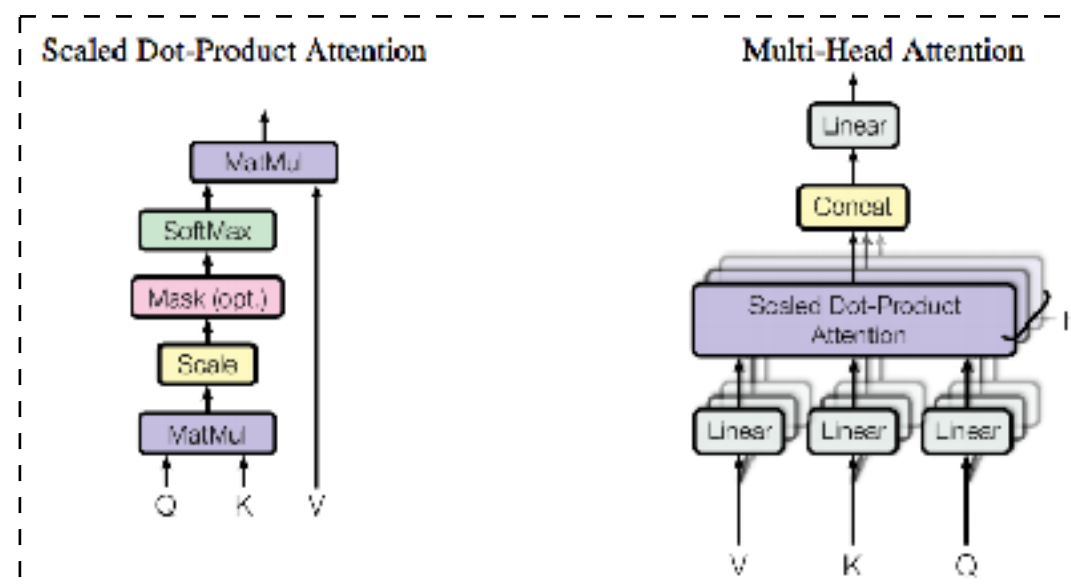 Scaled Dot-Product Attention
MatMul
SoftMax
Mask (opt.)
Scale
MatMul
Q K V
Multi-Head Attention
Linear
Concat
Scaled Dot-Product
Attention
Linear Linear Linear
V K Q